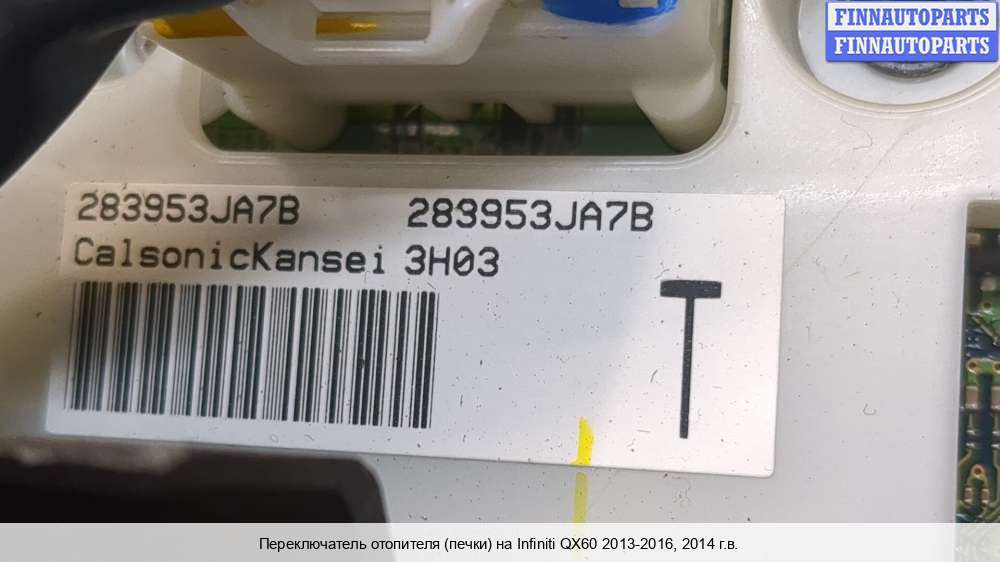 FINNAUTOPARTS
FINNAUTOPARTS
283953JA7B 283953JA7B
CalsonicKansei 3H03
T
Переключатель отопителя (печки) на Infiniti QX60 2013-2016, 2014 г.в.